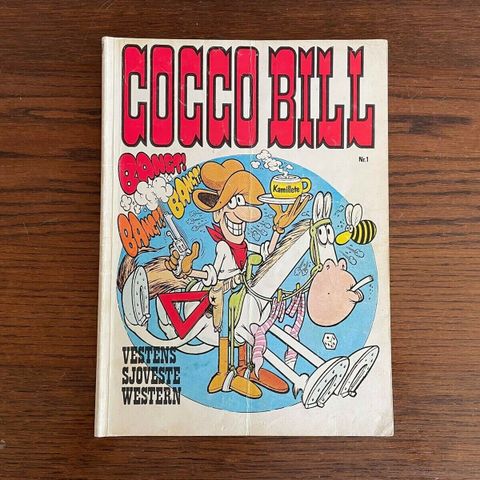 COCCO BILL
Nr. 1
BANG!!
BANG!!
BANG!!
Kamillete
VESTENS
SJOVESTE
WESTERN